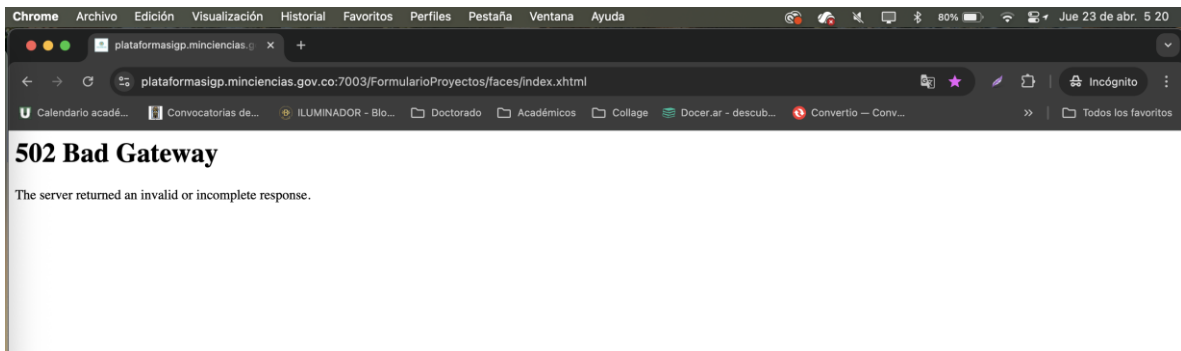 Chrome Archivo Edición Visualización Historial Favoritos Perfiles Pestaña Ventana Ayuda 80% Jue 23 de abr. 5 20
plataformasigp.minciencias.g
plataformasigp.minciencias.gov.co:7003/FormularioProyectos/faces/index.xhtml Incógnito
Calendario acadé... Convocatorias de... ILUMINADOR - Blo... Doctorado Académicos Collage Docer.ar - descub... Convertio — Conv... » Todos los favoritos
502 Bad Gateway
The server returned an invalid or incomplete response.